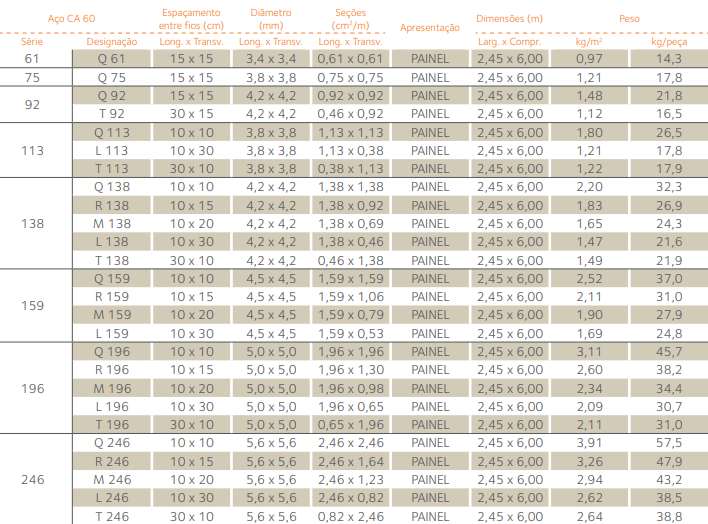 Aço CA 60 Espaçamento entre fios (cm) Diâmetro (mm) Seções (cm²/m) Apresentação Dimensões (m) Peso
Série Designação Long. x Transv. Long. x Transv. Long. x Transv. Larg. x Compr. kg/m² kg/peça
61 Q 61 15 x 15 3,4 x 3,4 0,61 x 0,61 PAINEL 2,45 x 6,00 0,97 14,3
75 Q 75 15 x 15 3,8 x 3,8 0,75 x 0,75 PAINEL 2,45 x 6,00 1,21 17,8
92 Q 92 15 x 15 4,2 x 4,2 0,92 x 0,92 PAINEL 2,45 x 6,00 1,48 21,8
T 92 30 x 15 4,2 x 4,2 0,46 x 0,92 PAINEL 2,45 x 6,00 1,12 16,5
113 Q 113 10 x 10 3,8 x 3,8 1,13 x 1,13 PAINEL 2,45 x 6,00 1,80 26,5
L 113 10 x 30 3,8 x 3,8 1,13 x 0,38 PAINEL 2,45 x 6,00 1,21 17,8
T 113 30 x 10 3,8 x 3,8 0,38 x 1,13 PAINEL 2,45 x 6,00 1,22 17,9
138 Q 138 10 x 10 4,2 x 4,2 1,38 x 1,38 PAINEL 2,45 x 6,00 2,20 32,3
R 138 10 x 15 4,2 x 4,2 1,38 x 0,92 PAINEL 2,45 x 6,00 1,83 26,9
M 138 10 x 20 4,2 x 4,2 1,38 x 0,69 PAINEL 2,45 x 6,00 1,65 24,3
L 138 10 x 30 4,2 x 4,2 1,38 x 0,46 PAINEL 2,45 x 6,00 1,47 21,6
T 138 30 x 10 4,2 x 4,2 0,46 x 1,38 PAINEL 2,45 x 6,00 1,49 21,9
159 Q 159 10 x 10 4,5 x 4,5 1,59 x 1,59 PAINEL 2,45 x 6,00 2,52 37,0
R 159 10 x 15 4,5 x 4,5 1,59 x 1,06 PAINEL 2,45 x 6,00 2,11 31,0
M 159 10 x 20 4,5 x 4,5 1,59 x 0,79 PAINEL 2,45 x 6,00 1,90 27,9
L 159 10 x 30 4,5 x 4,5 1,59 x 0,53 PAINEL 2,45 x 6,00 1,69 24,8
196 Q 196 10 x 10 5,0 x 5,0 1,96 x 1,96 PAINEL 2,45 x 6,00 3,11 45,7
R 196 10 x 15 5,0 x 5,0 1,96 x 1,30 PAINEL 2,45 x 6,00 2,60 38,2
M 196 10 x 20 5,0 x 5,0 1,96 x 0,98 PAINEL 2,45 x 6,00 2,34 34,4
L 196 10 x 30 5,0 x 5,0 1,96 x 0,65 PAINEL 2,45 x 6,00 2,09 30,7
T 196 30 x 10 5,0 x 5,0 0,65 x 1,96 PAINEL 2,45 x 6,00 2,11 31,0
246 Q 246 10 x 10 5,6 x 5,6 2,46 x 2,46 PAINEL 2,45 x 6,00 3,91 57,5
R 246 10 x 15 5,6 x 5,6 2,46 x 1,64 PAINEL 2,45 x 6,00 3,26 47,9
M 246 10 x 20 5,6 x 5,6 2,46 x 1,23 PAINEL 2,45 x 6,00 2,94 43,2
L 246 10 x 30 5,6 x 5,6 2,46 x 0,82 PAINEL 2,45 x 6,00 2,62 38,5
T 246 30 x 10 5,6 x 5,6 0,82 x 2,46 PAINEL 2,45 x 6,00 2,64 38,8